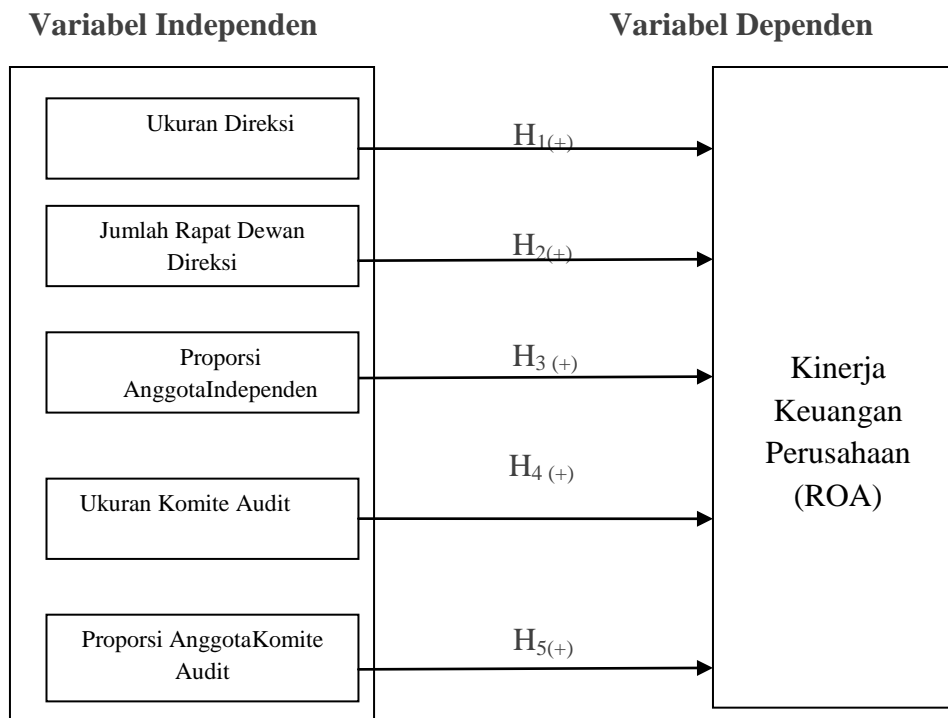 Variabel Independen
Variabel Dependen
Ukuran Direksi
H1(+)
Jumlah Rapat Dewan
Direksi
H2(+)
Proporsi
AnggotaIndependen
H3 (+)
Ukuran Komite Audit
H4 (+)
Proporsi AnggotaKomite
Audit
H5(+)
Kinerja
Keuangan
Perusahaan
(ROA)